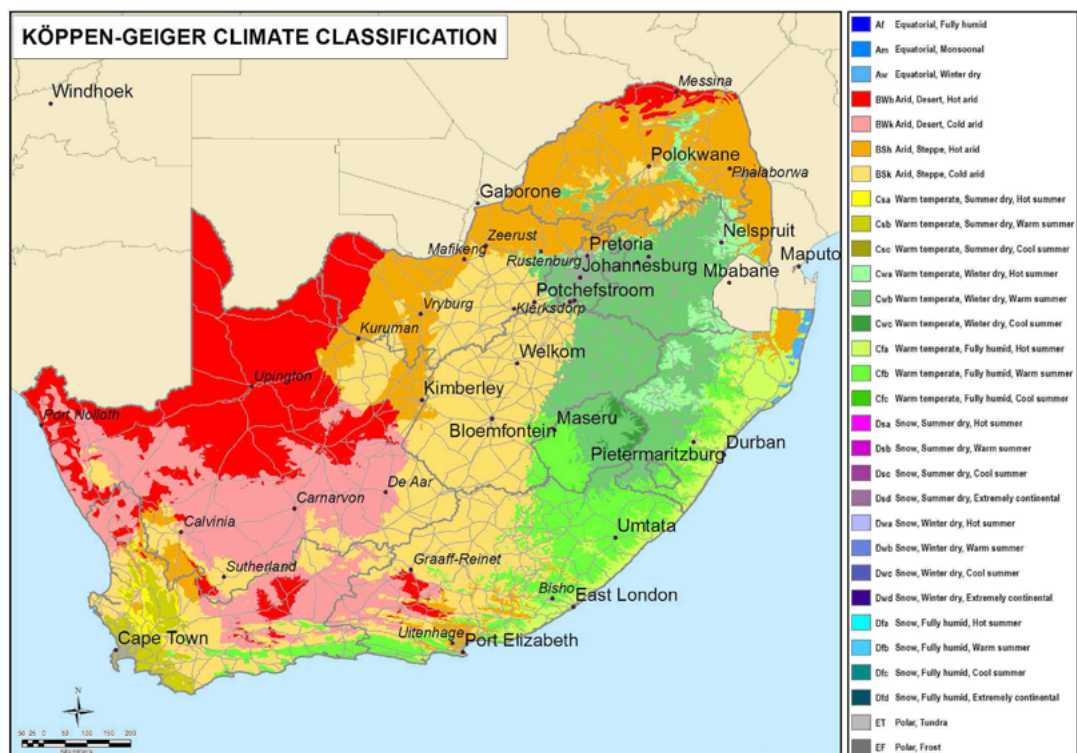 KÖPPEN-GEIGER CLIMATE CLASSIFICATION
Windhoek
Messina
Polokwane
Phalaborwa
Gaborone
Zeerust
Nelspruit
Mafikeng
Pretoria
Rustenburg
Maputo
Johannesburg
Mbabane
Potchefstroom
Klerksdorp
Vryburg
Kuruman
Welkom
Upington
Kimberley
Port Nolloth
Maseru
Bloemfontein
Durban
Pietermaritzburg
De Aar
Carnarvon
Calvinia
Umtata
Graaff-Reinet
Sutherland
Bisho
East London
Uitenhage
Cape Town
Port Elizabeth
N
50 25 0 50 100 150 200
Kilometers
Af Equatorial, Fully humid
Am Equatorial, Monsoonal
Aw Equatorial, Winter dry
BWh Arid, Desert, Hot arid
BWk Arid, Desert, Cold arid
BSh Arid, Steppe, Hot arid
BSk Arid, Steppe, Cold arid
Csa Warm temperate, Summer dry, Hot summer
Csb Warm temperate, Summer dry, Warm summer
Csc Warm temperate, Summer dry, Cool summer
Cwa Warm temperate, Winter dry, Hot summer
Cwb Warm temperate, Winter dry, Warm summer
Cwc Warm temperate, Winter dry, Cool summer
Cfa Warm temperate, Fully humid, Hot summer
Cfb Warm temperate, Fully humid, Warm summer
Cfc Warm temperate, Fully humid, Cool summer
Dsa Snow, Summer dry, Hot summer
Dsb Snow, Summer dry, Warm summer
Dsc Snow, Summer dry, Cool summer
Dsd Snow, Summer dry, Extremely continental
Dwa Snow, Winter dry, Hot summer
Dwb Snow, Winter dry, Warm summer
Dwc Snow, Winter dry, Cool summer
Dwd Snow, Winter dry, Extremely continental
Dfa Snow, Fully humid, Hot summer
Dfb Snow, Fully humid, Warm summer
Dfc Snow, Fully humid, Cool summer
Dfd Snow, Fully humid, Extremely continental
ET Polar, Tundra
EF Polar, Frost